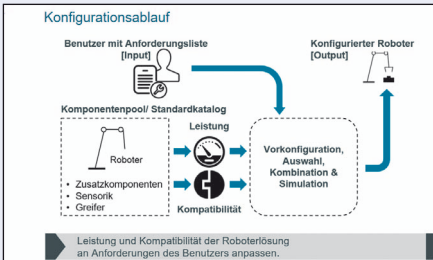 Konfigurationsablauf
Benutzer mit Anforderungsliste
[Input]
Konfigurierter Roboter
[Output]
Komponentenpool/ Standardkatalog
Roboter
• Zusatzkomponenten
• Sensorik
• Greifer
Leistung
Kompatibilität
Vorkonfiguration,
Auswahl,
Kombination &
Simulation
Leistung und Kompatibilität der Roboterlösung
an Anforderungen des Benutzers anpassen.